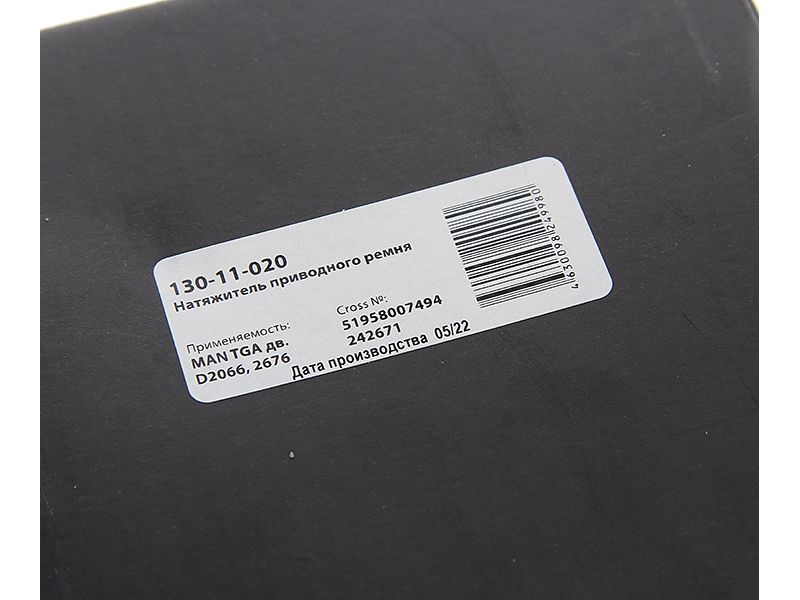 130-11-020
Натяжитель приводного ремня
Применяемость:
MAN TGA дв.
D2066, 2676
Cross №:
51958007494
242671
Дата производства 05/22
4630098249980